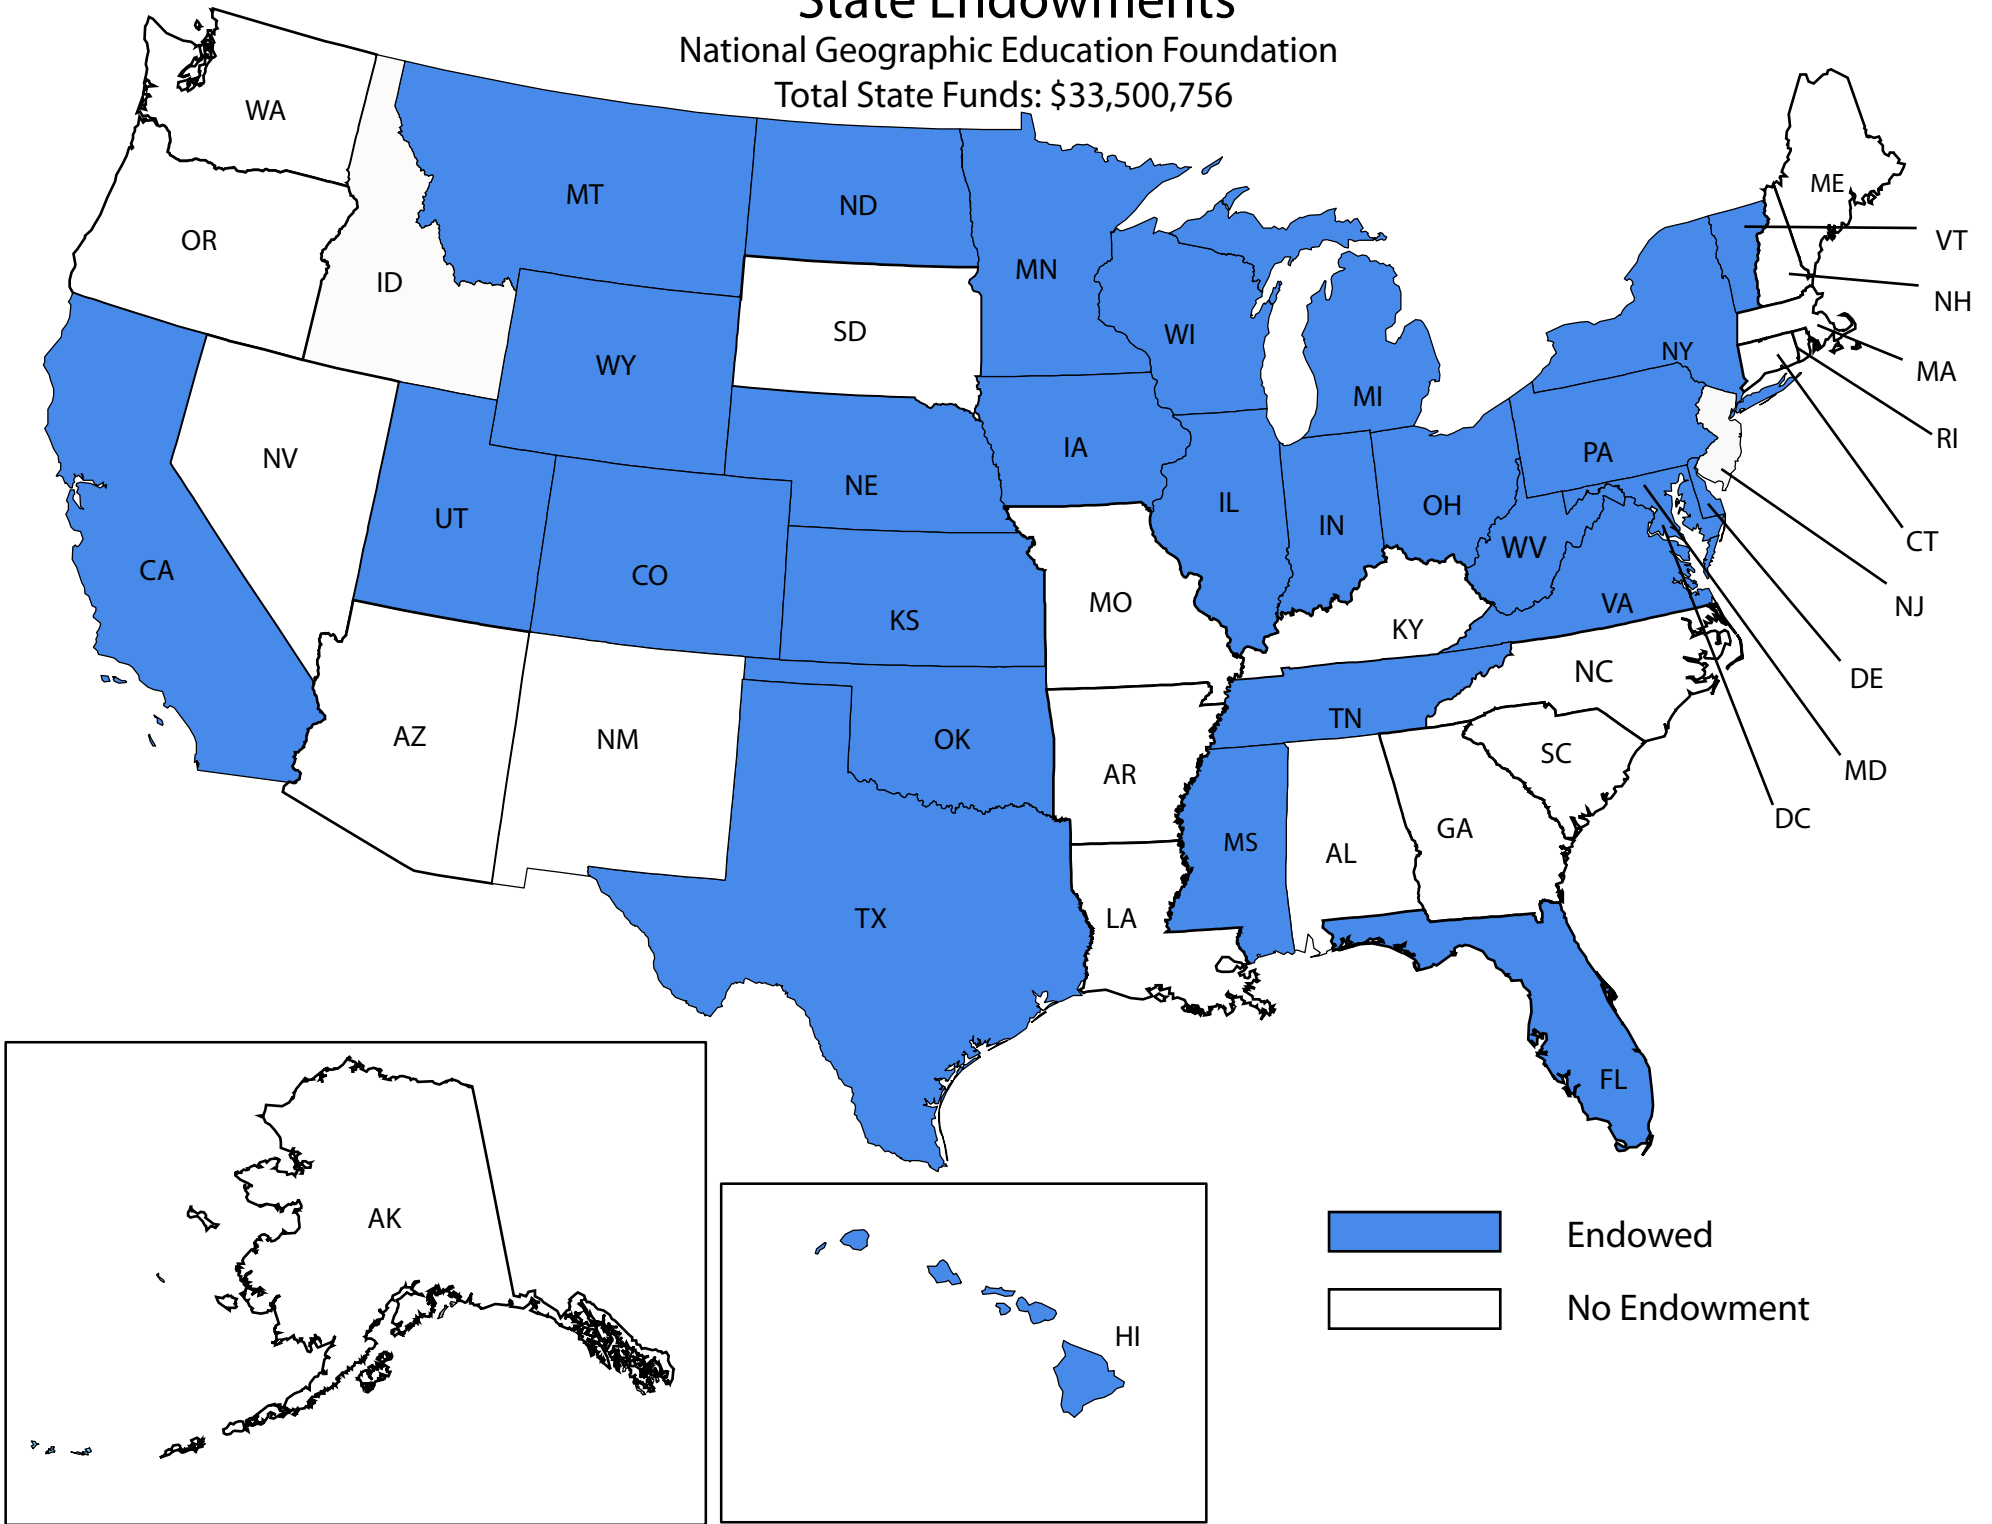 State Endowments
National Geographic Education Foundation
Total State Funds: $33,500,756
WA
OR
ID
MT
ND
MN
SD
WY
WI
MI
ME
VT
NH
MA
RI
CT
NJ
DE
MD
DC
NY
PA
NV
UT
CO
NE
IA
IL
IN
OH
WV
VA
CA
KS
MO
KY
NC
TN
SC
AZ
NM
OK
AR
MS
AL
GA
TX
LA
FL
AK
HI
Endowed
No Endowment